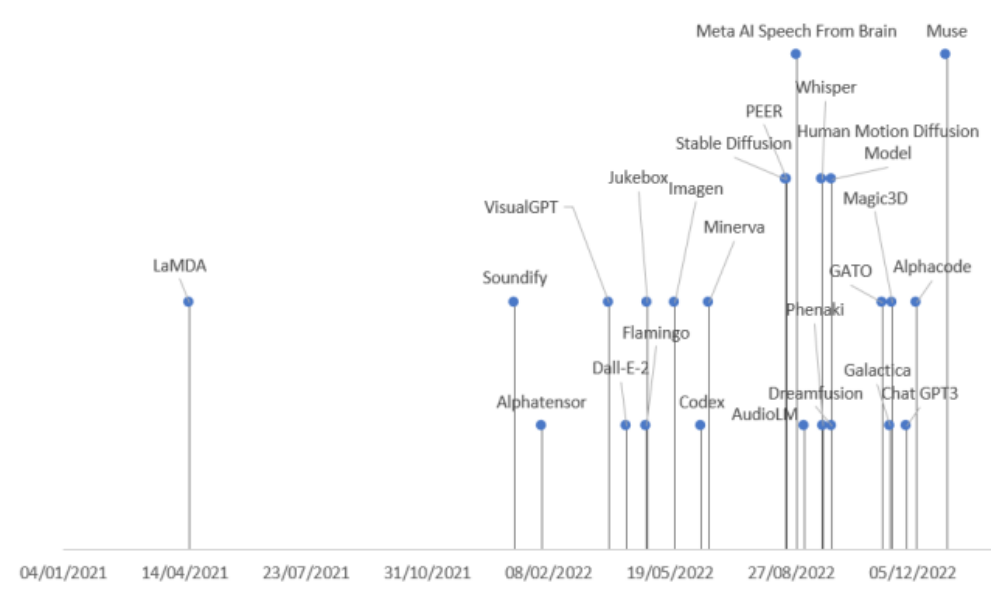 Meta AI Speech From Brain
Muse
Whisper
PEER
Human Motion Diffusion
Model
Stable Diffusion
Jukebox
Imagen
Magic3D
VisualGPT
Minerva
LaMDA
Soundify
GATO
Alphacode
Phenaki
Flamingo
Dall-E-2
Galactica
Alphatensor
Codex
Dreamfusion
Chat GPT3
AudioLM
04/01/2021
14/04/2021
23/07/2021
31/10/2021
08/02/2022
19/05/2022
27/08/2022
05/12/2022